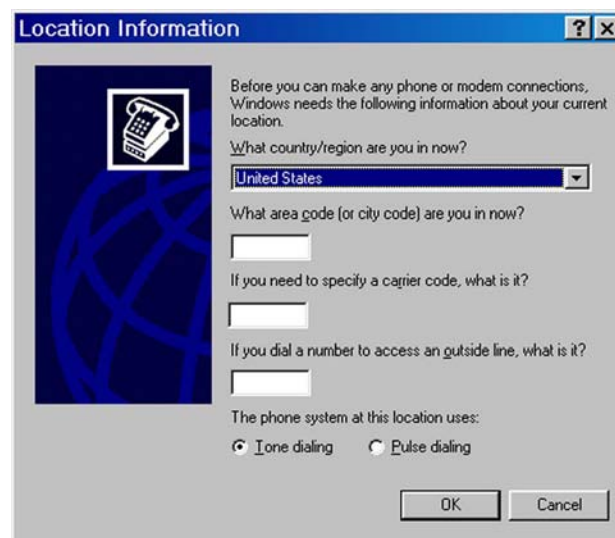 Location Information
Before you can make any phone or modem connections,
Windows needs the following information about your current
location.
What country/region are you in now?
United States
What area code (or city code) are you in now?
If you need to specify a carrier code, what is it?
If you dial a number to access an outside line, what is it?
The phone system at this location uses:
Tone dialing Pulse dialing
OK Cancel